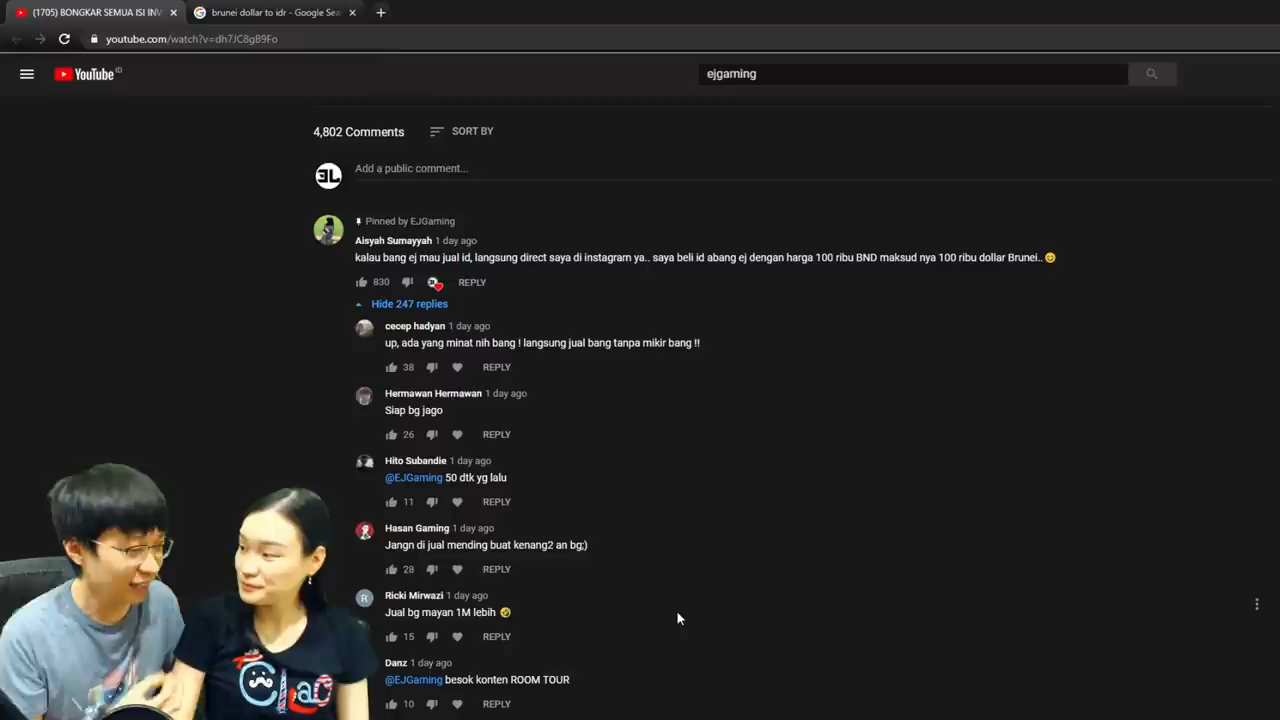 (1705) BONGKAR SEMUA ISI INV
brunei dollar to idr - Google Sea
youtube.com/watch?v=dh7JC8gB9Fo
YouTube ID
ejgaming
4,802 Comments
SORT BY
Add a public comment...
Pinned by EJGaming
Aisyah Sumayyah 1 day ago
kalau bang ej mau jual id, langsung direct saya di instagram ya.. saya beli id abang ej dengan harga 100 ribu BND maksud nya 100 ribu dollar Brunei.. 😄
830 REPLY
Hide 247 replies
cecep hadyan 1 day ago
up, ada yang minat nih bang ! langsung jual bang tanpa mikir bang !!
38 REPLY
Hermawan Hermawan 1 day ago
Siap bg jago
26 REPLY
Hito Subandie 1 day ago
@EJGaming 50 dtk yg lalu
11 REPLY
Hasan Gaming 1 day ago
Jangn di jual mending buat kenang2 an bg;)
28 REPLY
R
Ricki Mirwazi 1 day ago
Jual bg mayan 1M lebih 🤣
15 REPLY
Danz 1 day ago
@EJGaming besok konten ROOM TOUR
10 REPLY